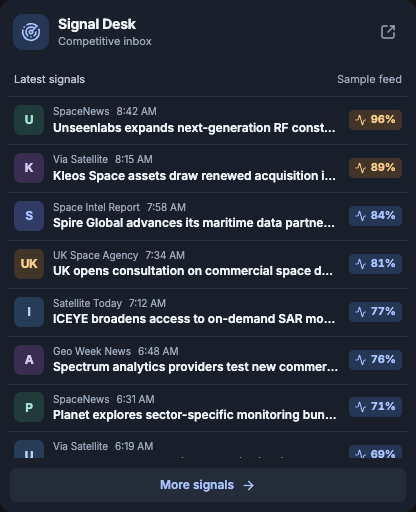 Signal Desk
Competitive inbox
Latest signals Sample feed
U SpaceNews 8:42 AM
Unseenlabs expands next-generation RF const... 96%
K Via Satellite 8:15 AM
Kleos Space assets draw renewed acquisition i... 89%
S Space Intel Report 7:58 AM
Spire Global advances its maritime data partne... 84%
UK UK Space Agency 7:34 AM
UK opens consultation on commercial space d... 81%
I Satellite Today 7:12 AM
ICEYE broadens access to on-demand SAR mo... 77%
A Geo Week News 6:48 AM
Spectrum analytics providers test new commer... 76%
P SpaceNews 6:31 AM
Planet explores sector-specific monitoring bun... 71%
U Via Satellite 6:19 AM
69%
More signals